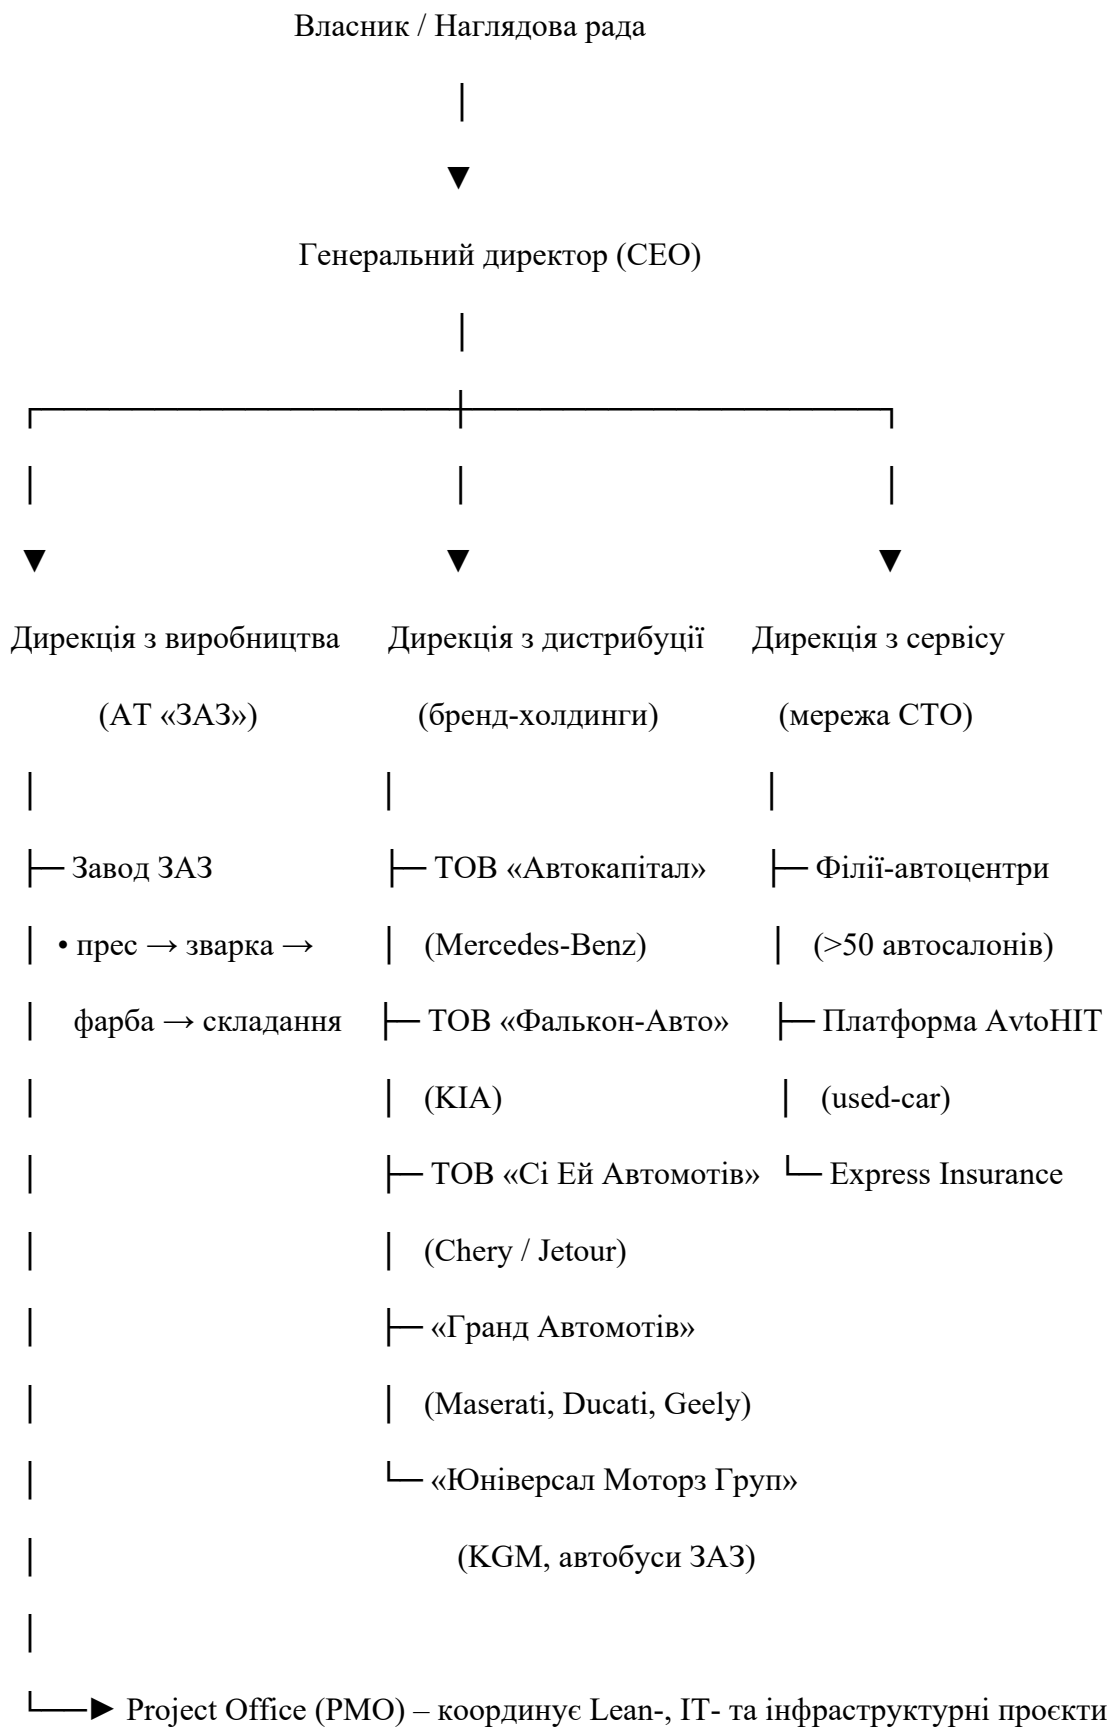 Власник / Наглядова рада
Генеральний директор (CEO)
Дирекція з виробництва Дирекція з дистрибуції Дирекція з сервісу
(АТ «ЗАЗ») (бренд-холдинги) (мережа СТО)
Завод ЗАЗ ТОВ «Автокапітал» Філії-автоцентри
• прес → зварка → (Mercedes-Benz) (>50 автосалонів)
фарба → складання ТОВ «Фалькон-Авто» Платформа AvtoHIT
(KIA) (used-car)
ТОВ «Сі Ей Автомотів» Express Insurance
(Chery / Jetour)
«Гранд Автомотів»
(Maserati, Ducati, Geely)
«Юніверсал Моторз Груп»
(KGM, автобуси ЗАЗ)
Project Office (PMO) – координує Lean-, IT- та інфраструктурні проєкти